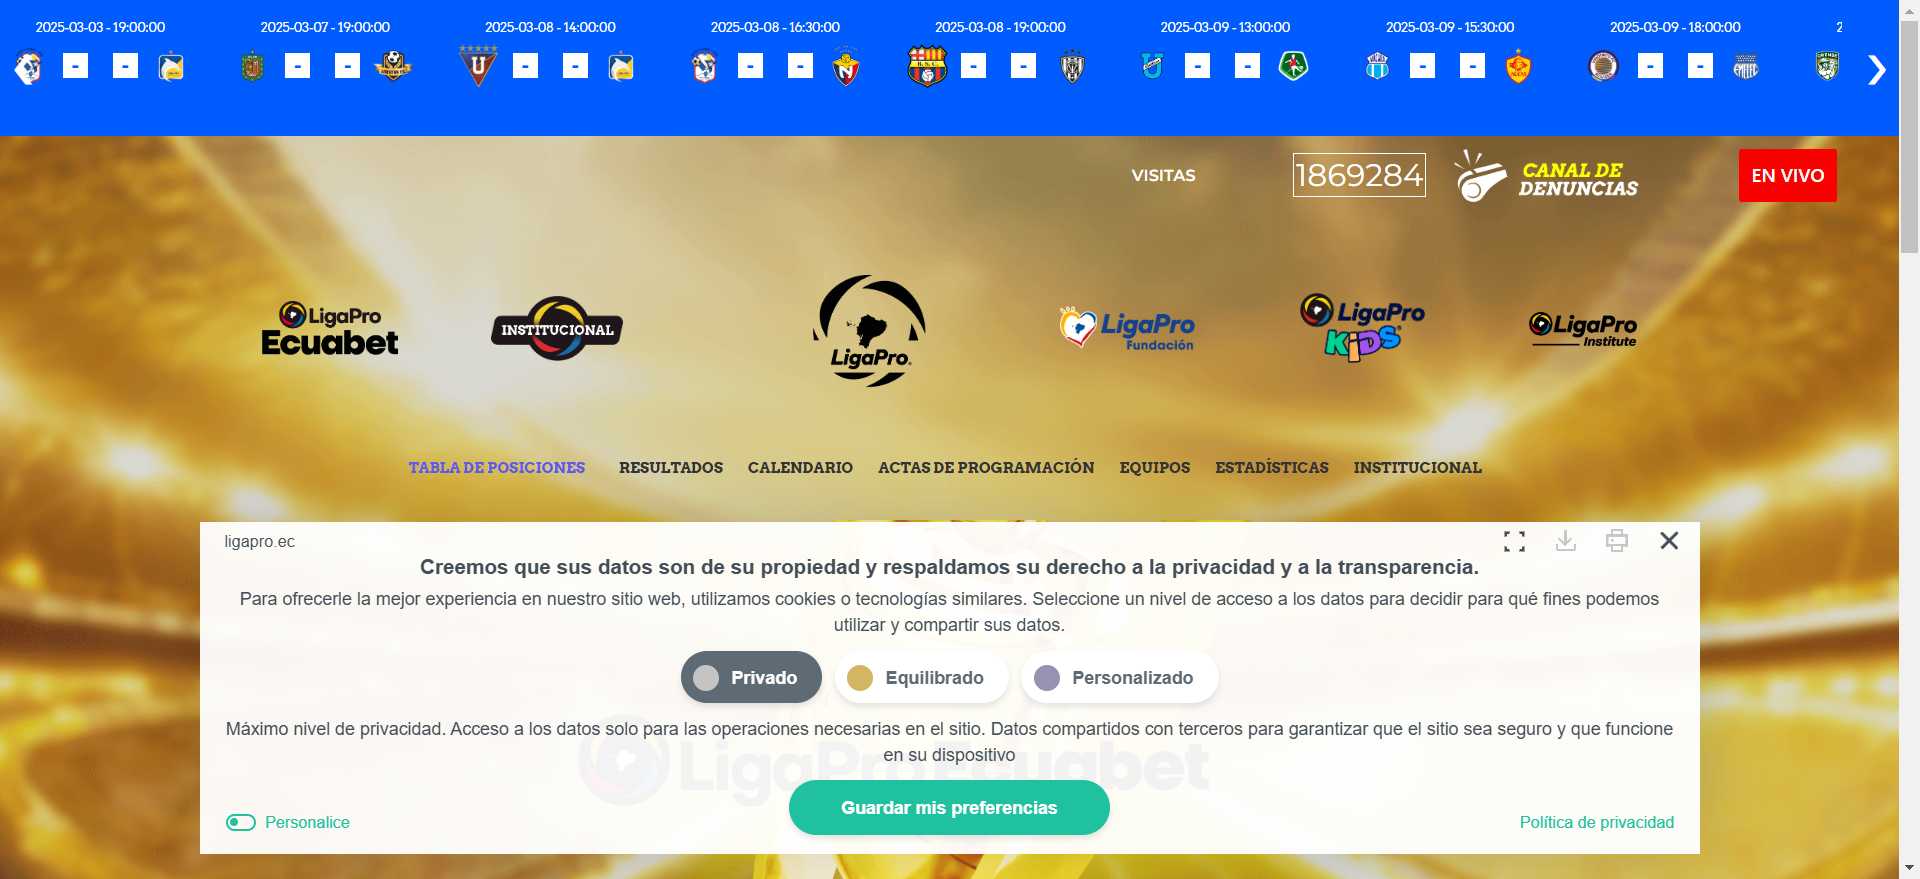 2025-03-03 - 19:00:00
2025-03-07 - 19:00:00
2025-03-08 - 14:00:00
2025-03-08 - 16:30:00
2025-03-08 - 19:00:00
2025-03-09 - 13:00:00
2025-03-09 - 15:30:00
2025-03-09 - 18:00:00
2
- -
- -
- -
- -
- -
- -
- -
- -
VISITAS
1869284
CANAL DE
DENUNCIAS
EN VIVO
LigaPro
Ecuabet
INSTITUCIONAL
LigaPro
LigaPro
Fundación
LigaPro
KIDS
LigaPro
Institute
TABLA DE POSICIONES
RESULTADOS
CALENDARIO
ACTAS DE PROGRAMACIÓN
EQUIPOS
ESTADÍSTICAS
INSTITUCIONAL
ligapro.ec
Creemos que sus datos son de su propiedad y respaldamos su derecho a la privacidad y a la transparencia.
Para ofrecerle la mejor experiencia en nuestro sitio web, utilizamos cookies o tecnologías similares. Seleccione un nivel de acceso a los datos para decidir para qué fines podemos
utilizar y compartir sus datos.
Privado
Equilibrado
Personalizado
Máximo nivel de privacidad. Acceso a los datos solo para las operaciones necesarias en el sitio. Datos compartidos con terceros para garantizar que el sitio sea seguro y que funcione
en su dispositivo
LigaPro Ecuabet
Guardar mis preferencias
Personalice
Política de privacidad